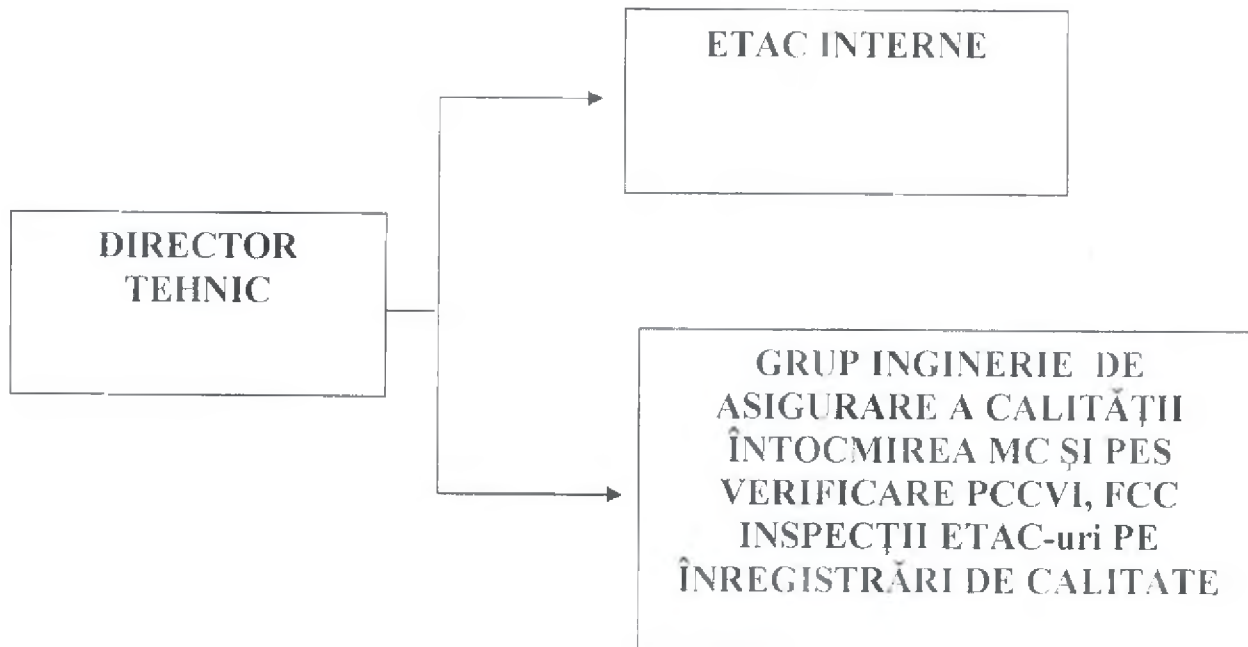 ETAC INTERNE
DIRECTOR
TEHNIC
GRUP INGINERIE DE
ASIGURARE A CALITĂȚII
ÎNTOCMIREA MC ȘI PES
VERIFICARE PCCVI, FCC
INSPECȚII ETAC-uri PE
ÎNREGISTRĂRI DE CALITATE